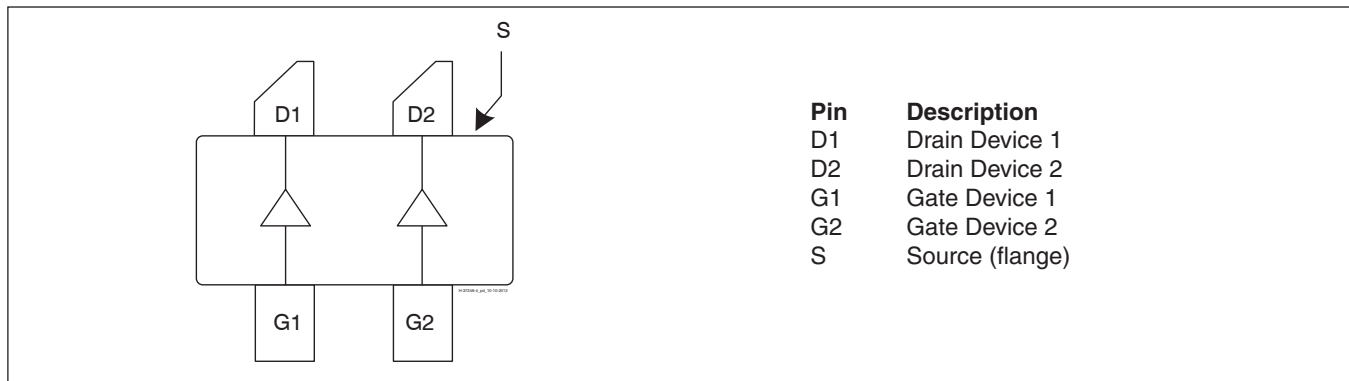 S
D1 D2
G1 G2
Pin Description
D1 Drain Device 1
D2 Drain Device 2
G1 Gate Device 1
G2 Gate Device 2
S Source (flange)